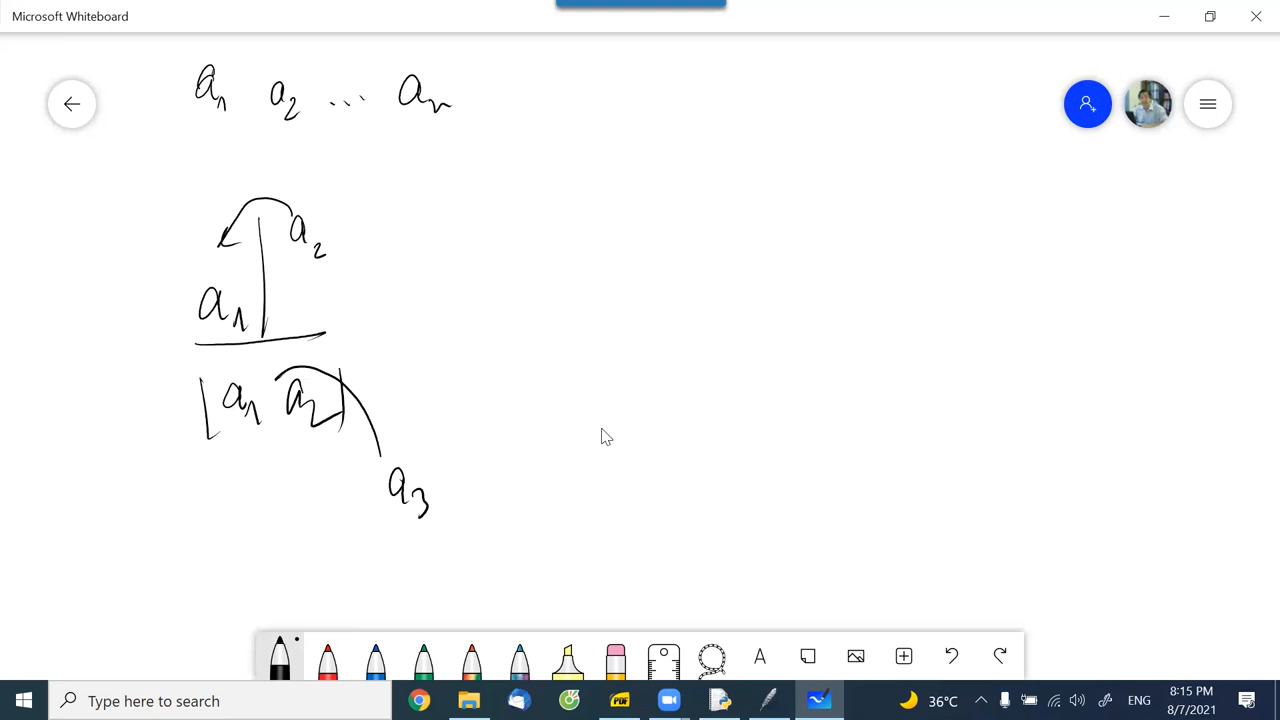 Microsoft Whiteboard
a₁ a₂ ... aₙ
a₂
a₁
[a₁ a₂]
a₃
A
Type here to search
PDF
36°C
ENG
8:15 PM
8/7/2021